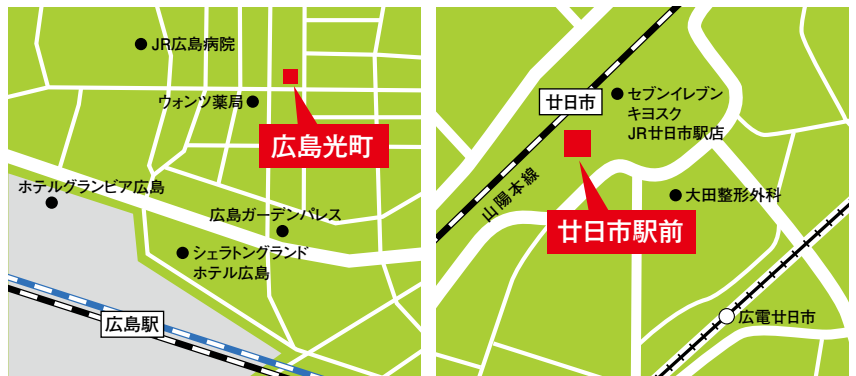 JR広島病院
ウォンツ薬局
広島光町
ホテルグランビア広島
広島ガーデンパレス
シェラトングランド
ホテル広島
広島駅
廿日市
セブンイレブン
キヨスク
JR廿日市駅店
山陽本線
大田整形外科
廿日市駅前
広電廿日市